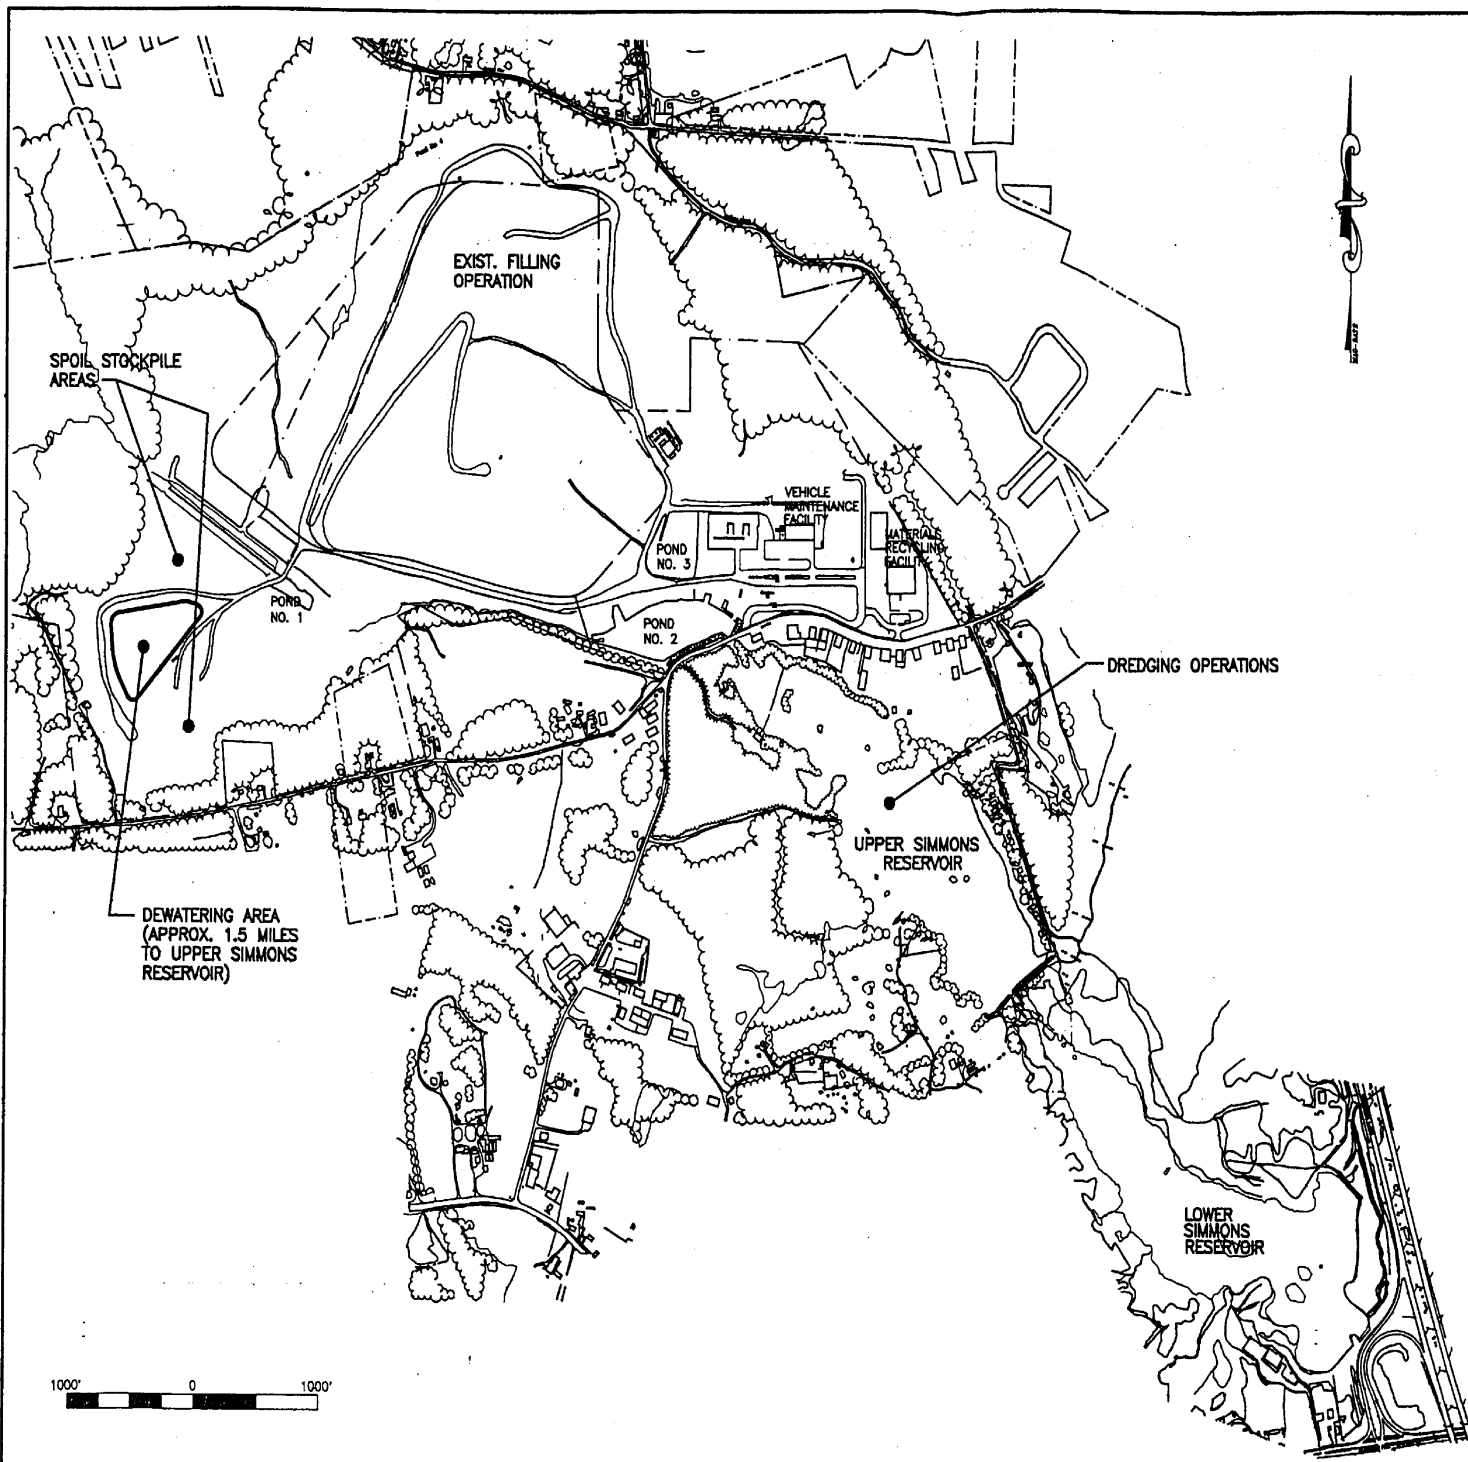 EXIST. FILLING
OPERATION
SPOIL STOCKPILE
AREAS
VEHICLE
MAINTENANCE
FACILITY
MATERIALS
RECYCLING
FACILITY
POND
NO. 3
POND
NO. 1
POND
NO. 2
DREDGING OPERATIONS
UPPER SIMMONS
RESERVOIR
DEWATERING AREA
(APPROX. 1.5 MILES
TO UPPER SIMMONS
RESERVOIR)
LOWER
SIMMONS
RESERVOIR
1000' 0 1000'